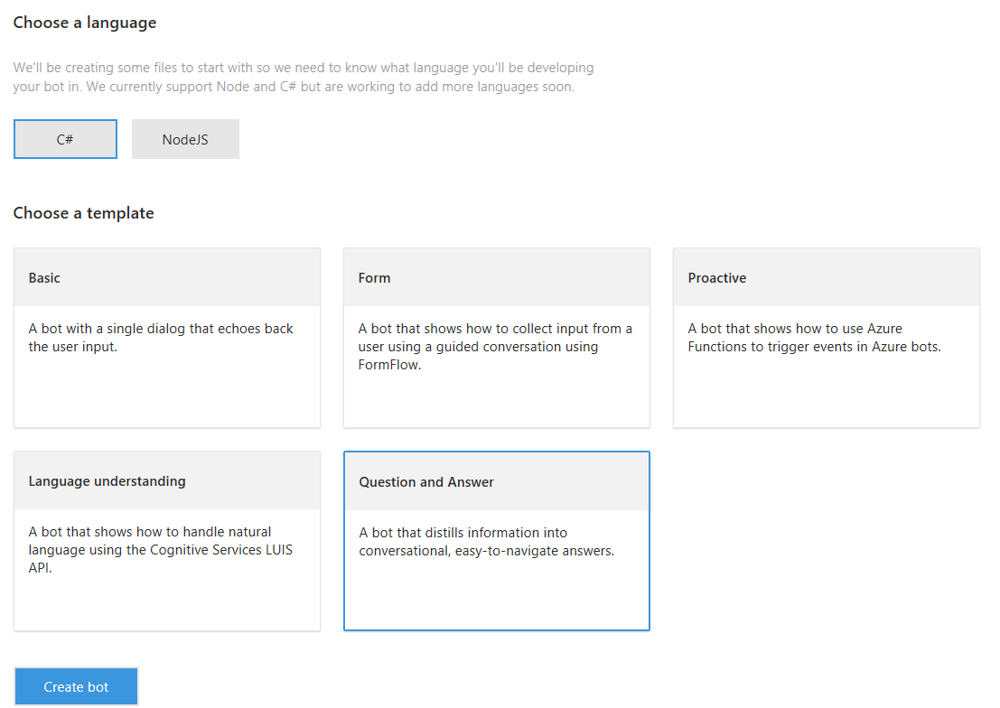 Choose a language
We'll be creating some files to start with so we need to know what language you'll be developing
your bot in. We currently support Node and C# but are working to add more languages soon.
C#
NodeJS
Choose a template
Basic
A bot with a single dialog that echoes back
the user input.
Form
A bot that shows how to collect input from a
user using a guided conversation using
FormFlow.
Proactive
A bot that shows how to use Azure
Functions to trigger events in Azure bots.
Language understanding
A bot that shows how to handle natural
language using the Cognitive Services LUIS
API.
Question and Answer
A bot that distills information into
conversational, easy-to-navigate answers.
Create bot